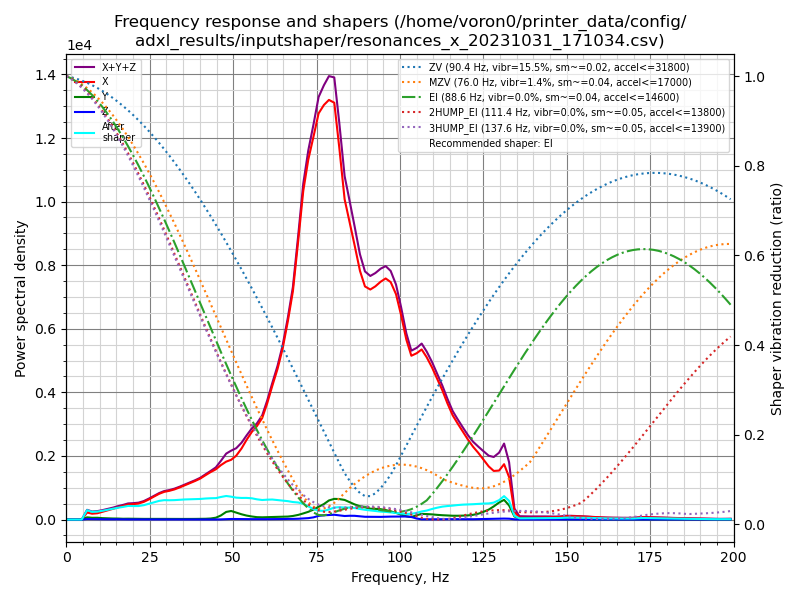 Frequency response and shapers (/home/voron0/printer_data/config/
adxl_results/inputshaper/resonances_x_20231031_171034.csv)
1e4
X+Y+Z
X
Y
Z
After
shaper
ZV (90.4 Hz, vibr=15.5%, sm~=0.02, accel<=31800)
MZV (76.0 Hz, vibr=1.4%, sm~=0.04, accel<=17000)
EI (88.6 Hz, vibr=0.0%, sm~=0.04, accel<=14600)
2HUMP_EI (111.4 Hz, vibr=0.0%, sm~=0.05, accel<=13800)
3HUMP_EI (137.6 Hz, vibr=0.0%, sm~=0.05, accel<=13900)
Recommended shaper: EI
Power spectral density
1.4
1.2
1.0
0.8
0.6
0.4
0.2
0.0
1.0
0.8
0.6
0.4
0.2
0.0
Shaper vibration reduction (ratio)
0 25 50 75 100 125 150 175 200
Frequency, Hz